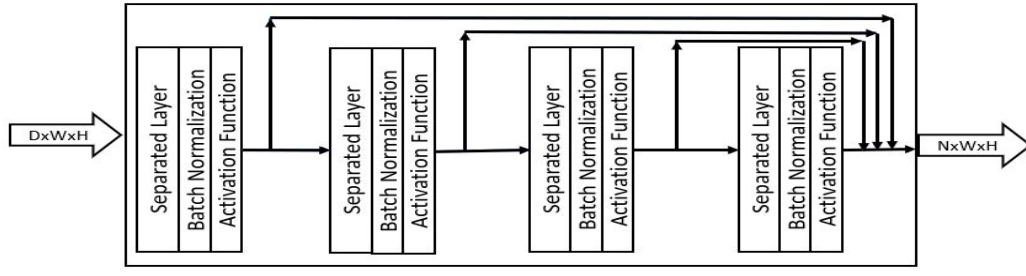 DxWxH
Separated Layer
Batch Normalization
Activation Function
Separated Layer
Batch Normalization
Activation Function
Separated Layer
Batch Normalization
Activation Function
Separated Layer
Batch Normalization
Activation Function
NxWxH